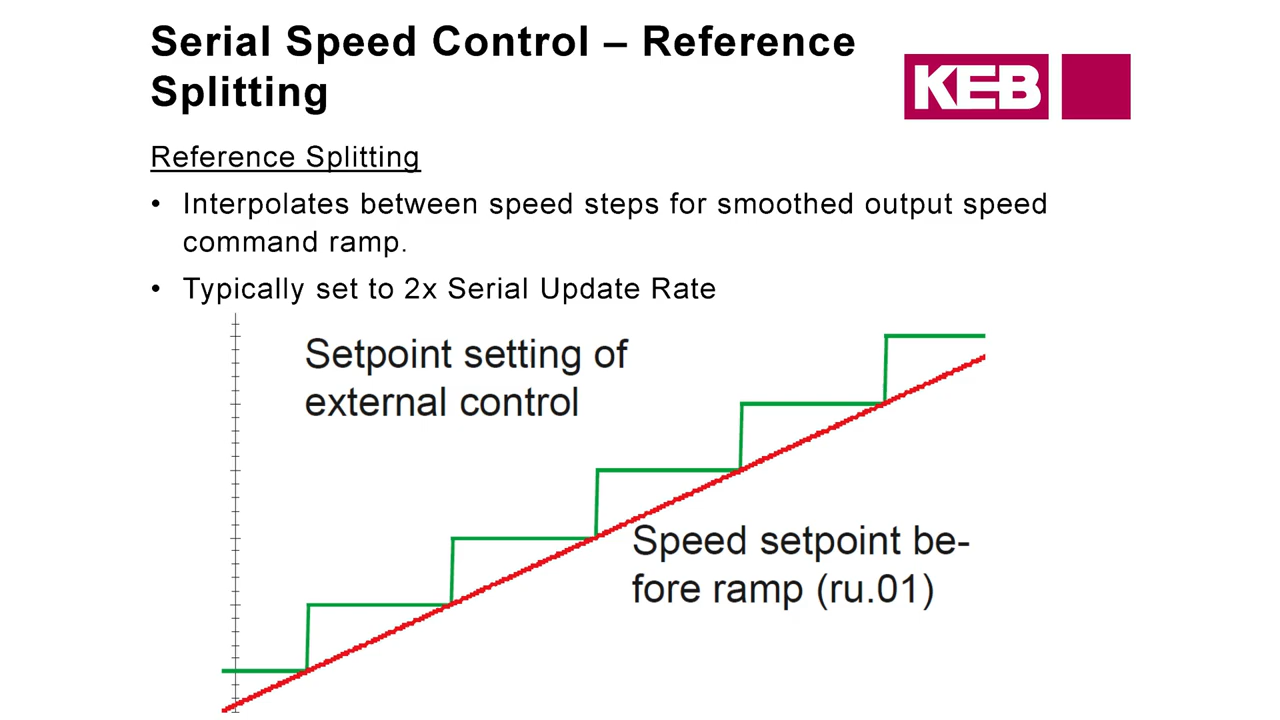 Serial Speed Control – Reference
Splitting
KEB
Reference Splitting
• Interpolates between speed steps for smoothed output speed
command ramp.
• Typically set to 2x Serial Update Rate
Setpoint setting of
external control
Speed setpoint be-
fore ramp (ru.01)